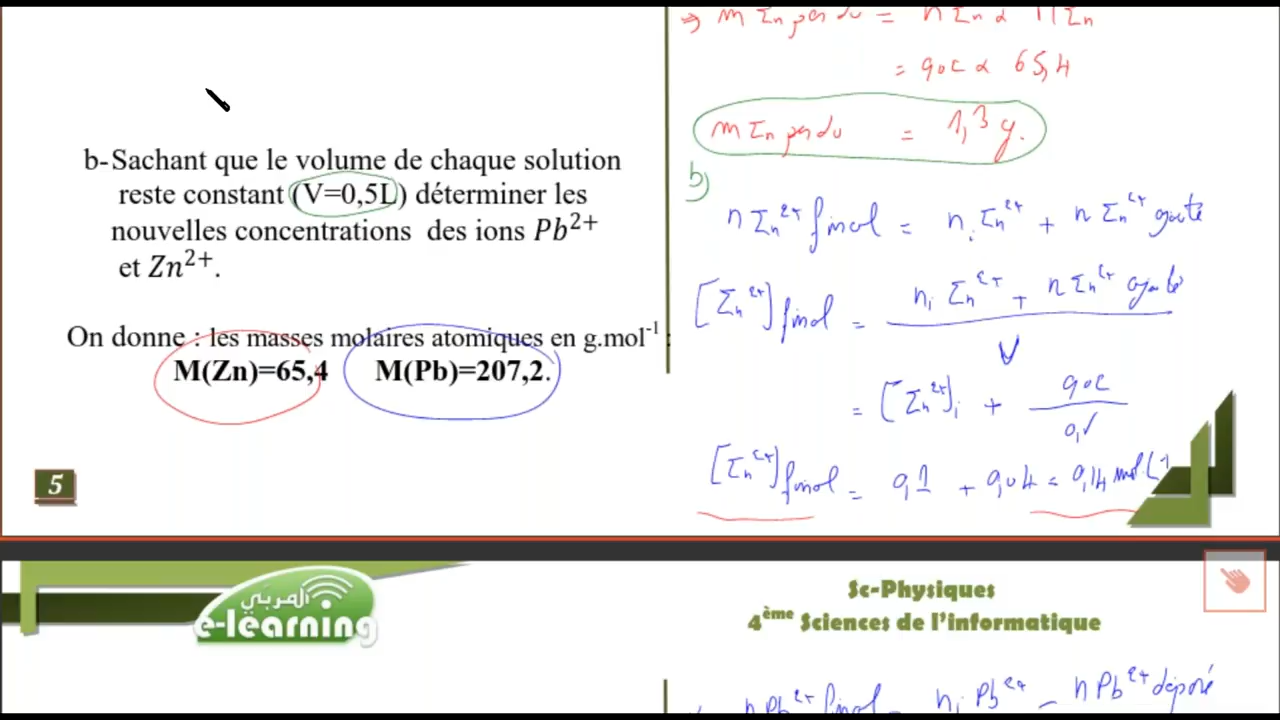 b-Sachant que le volume de chaque solution
reste constant (V=0,5L) déterminer les
nouvelles concentrations des ions Pb²⁺
et Zn²⁺.
On donne : les masses molaires atomiques en g.mol⁻¹ :
M(Zn)=65,4 M(Pb)=207,2.
5
⇒ m Zn perdu = n Zn × M Zn
= 0,02 × 65,4
m Zn perdu = 1,3 g.
b)
n Zn²⁺ final = nᵢ Zn²⁺ + n Zn²⁺ ajouté
[Zn²⁺] final = nᵢ Zn²⁺ + n Zn²⁺ ajouté
V
= [Zn²⁺]ᵢ + 0,02
0,5
[Zn²⁺] final = 0,1 + 0,04 = 0,14 mol.L⁻¹
المربّي
e-learning
Sc-Physiques
4ème Sciences de l'informatique
n Pb²⁺ final = nᵢ Pb²⁺ - n Pb²⁺ déposé